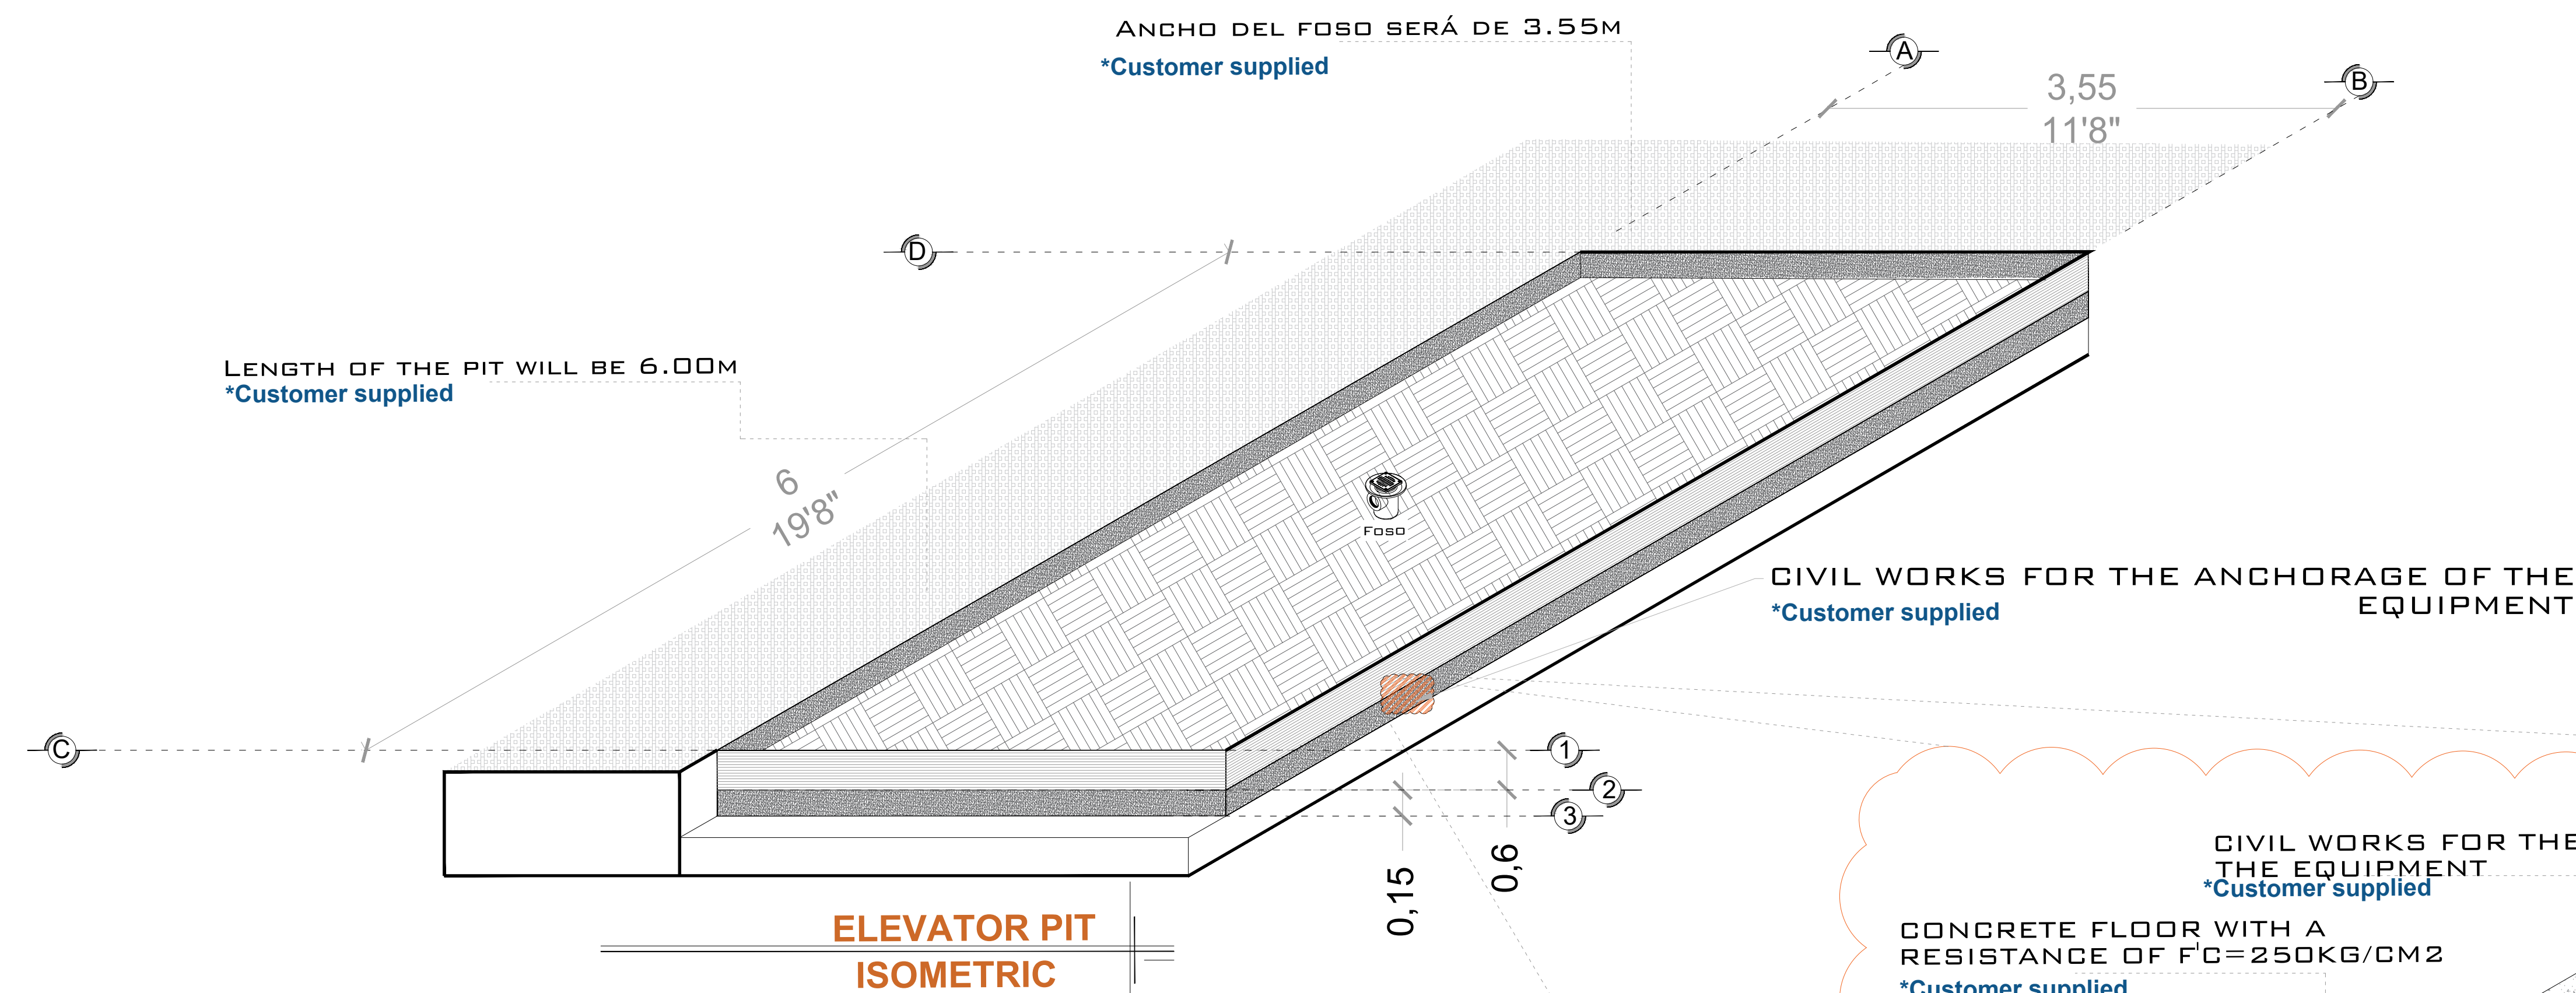 ANCHO DEL FOSO SERÁ DE 3.55M
*Customer supplied
A
B
3,55
11'8"
D
LENGTH OF THE PIT WILL BE 6.00M
*Customer supplied
6
19'8"
FOSO
CIVIL WORKS FOR THE ANCHORAGE OF THE
EQUIPMENT
*Customer supplied
C
1
2
3
0,15
0,6
CIVIL WORKS FOR THE
THE EQUIPMENT
*Customer supplied
ELEVATOR PIT
ISOMETRIC
CONCRETE FLOOR WITH A
RESISTANCE OF F'C=250KG/CM2
*Customer supplied